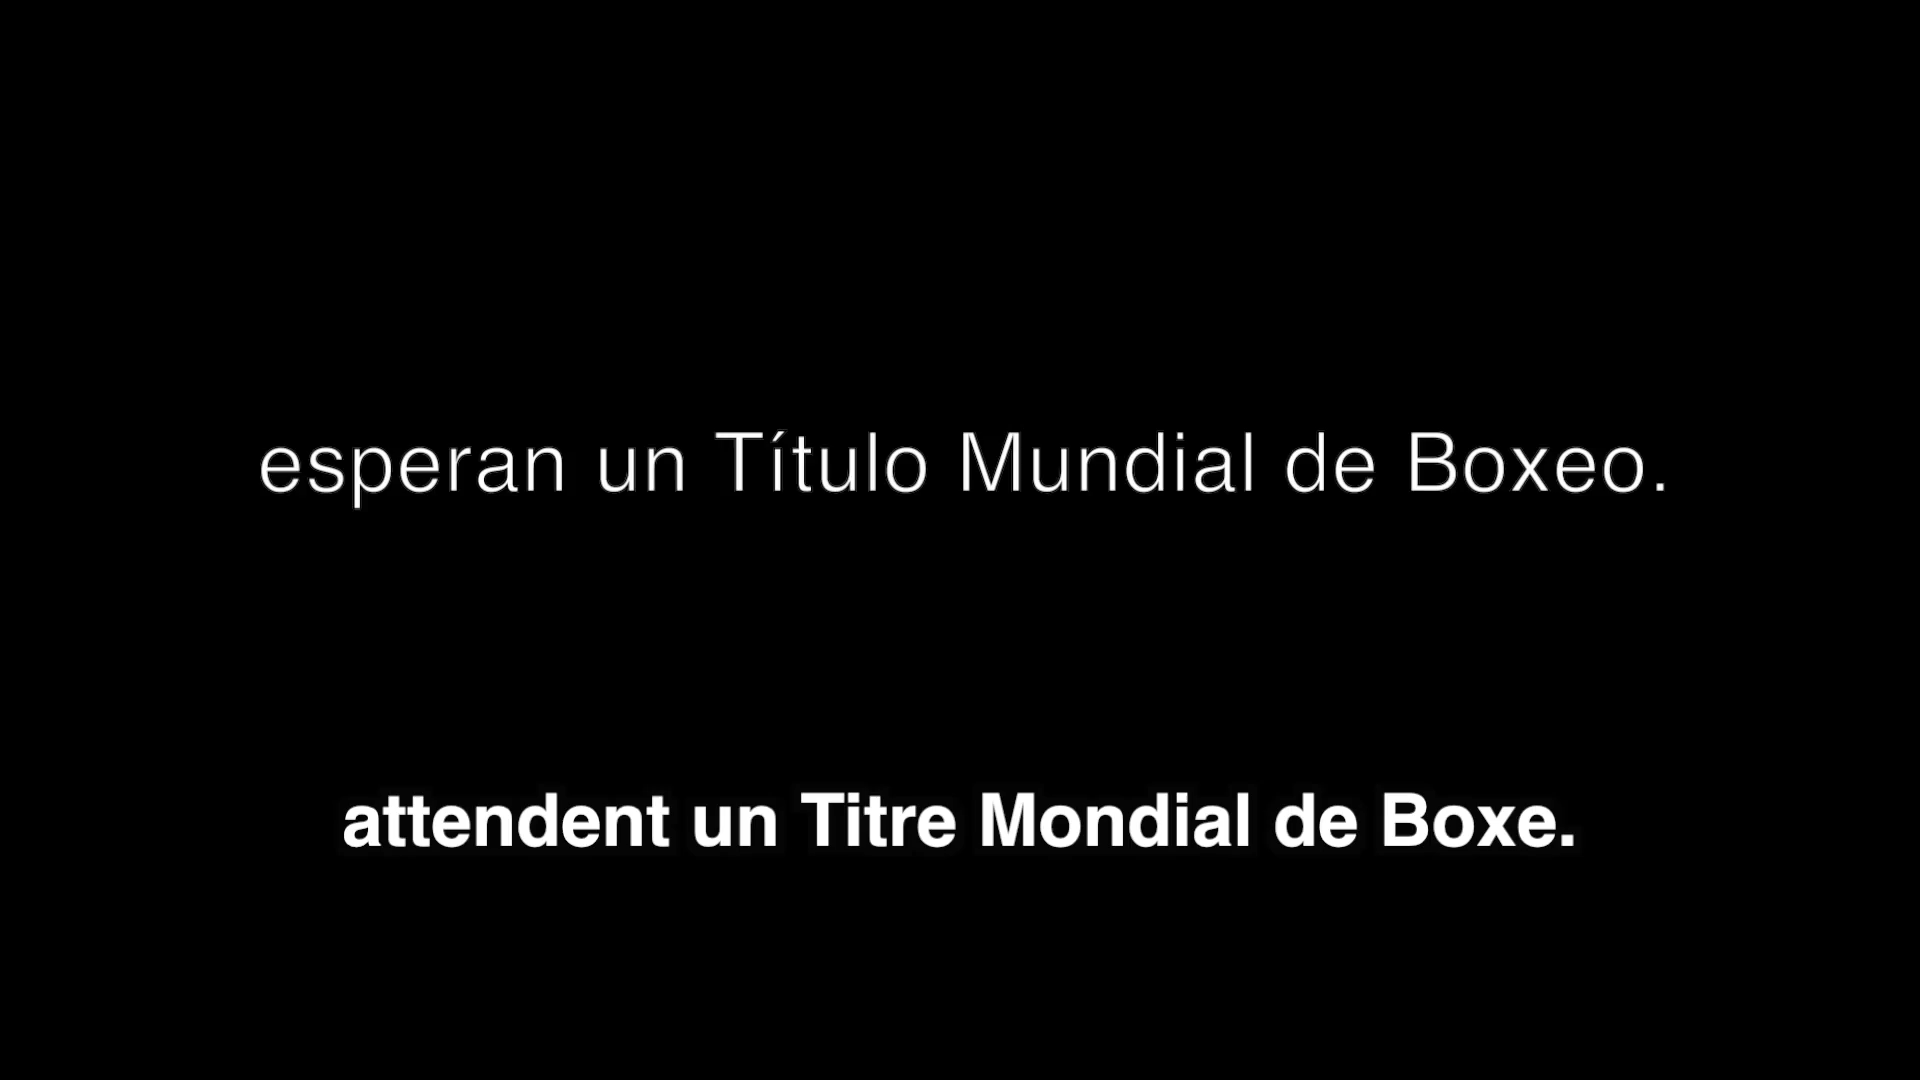 esperan un Título Mundial de Boxeo.
attendent un Titre Mondial de Boxe.